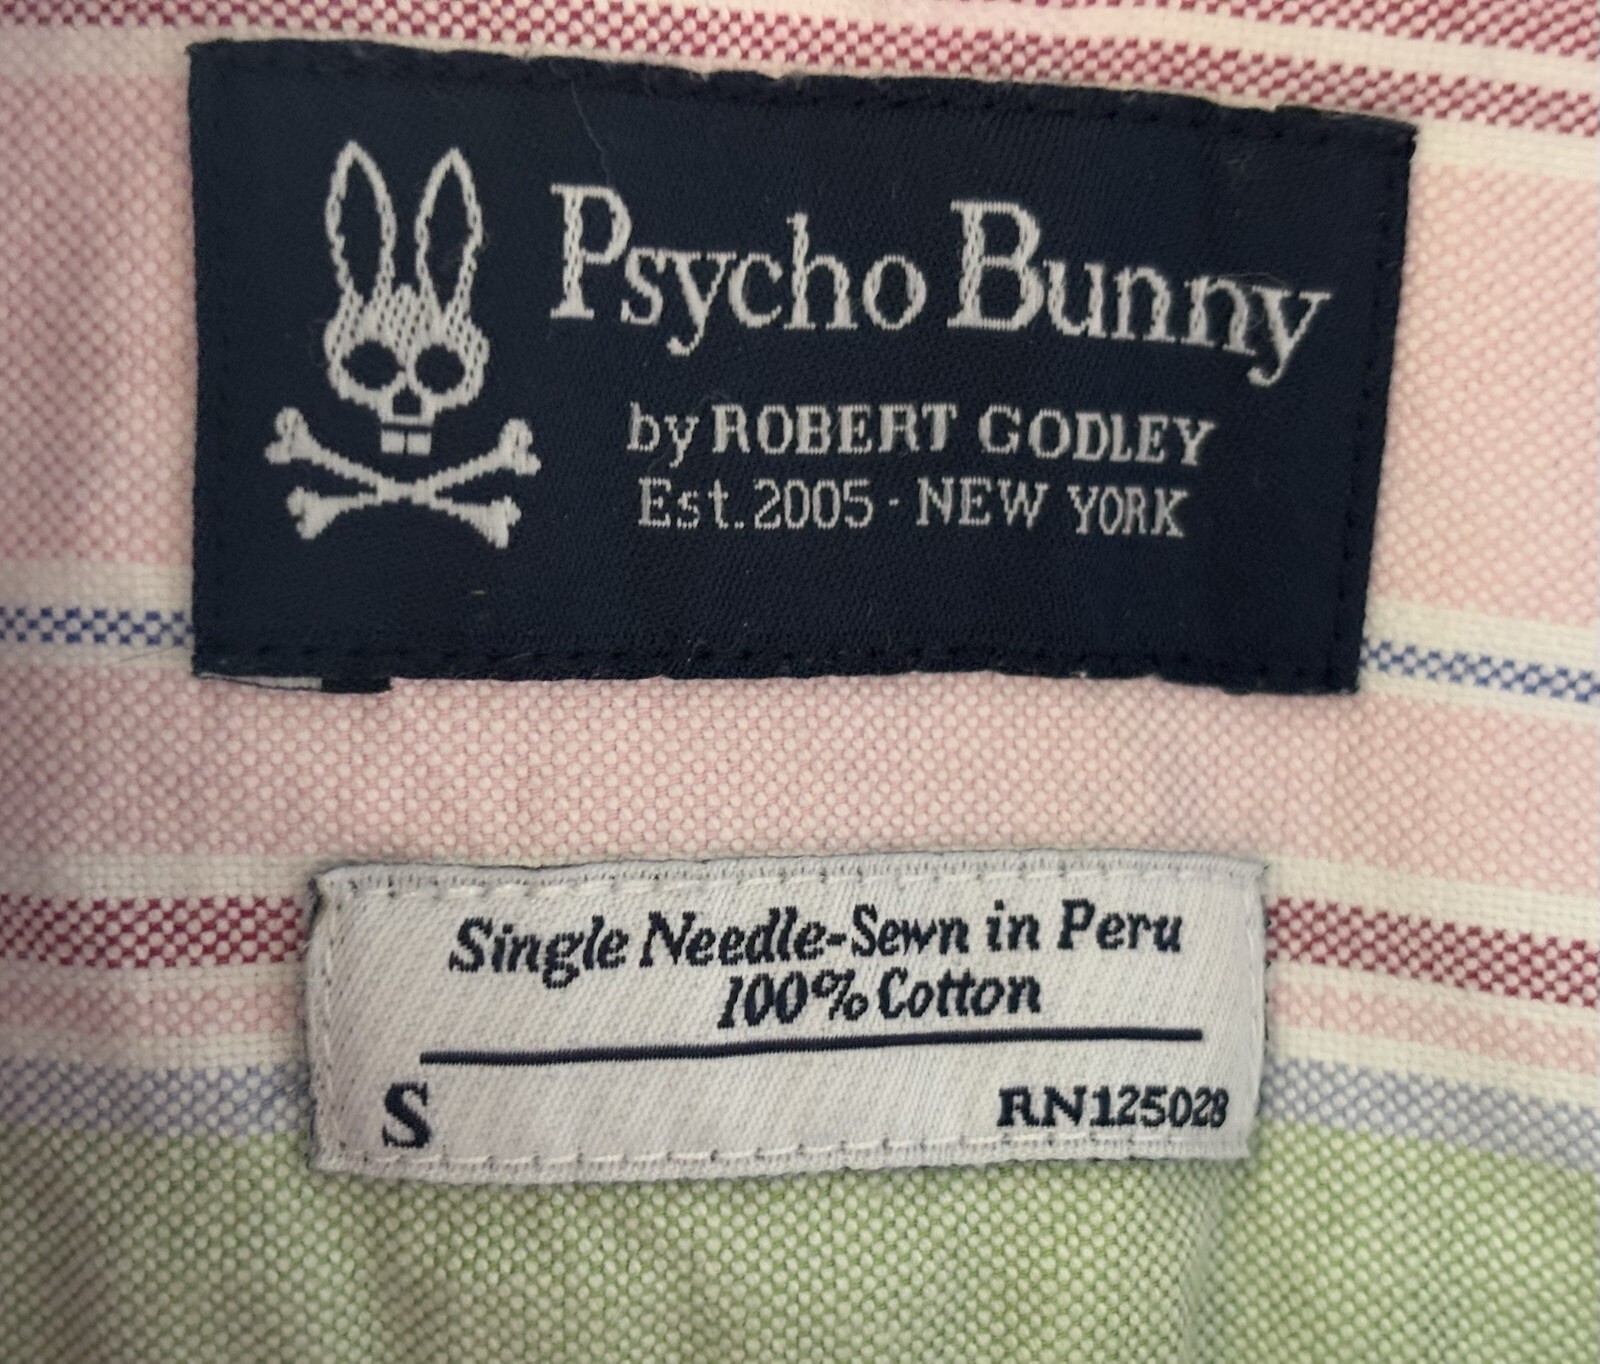 Psycho Bunny
by ROBERT GODLEY
Est.2005 - NEW YORK
Single Needle-Sewn in Peru
100% Cotton
S RN125028